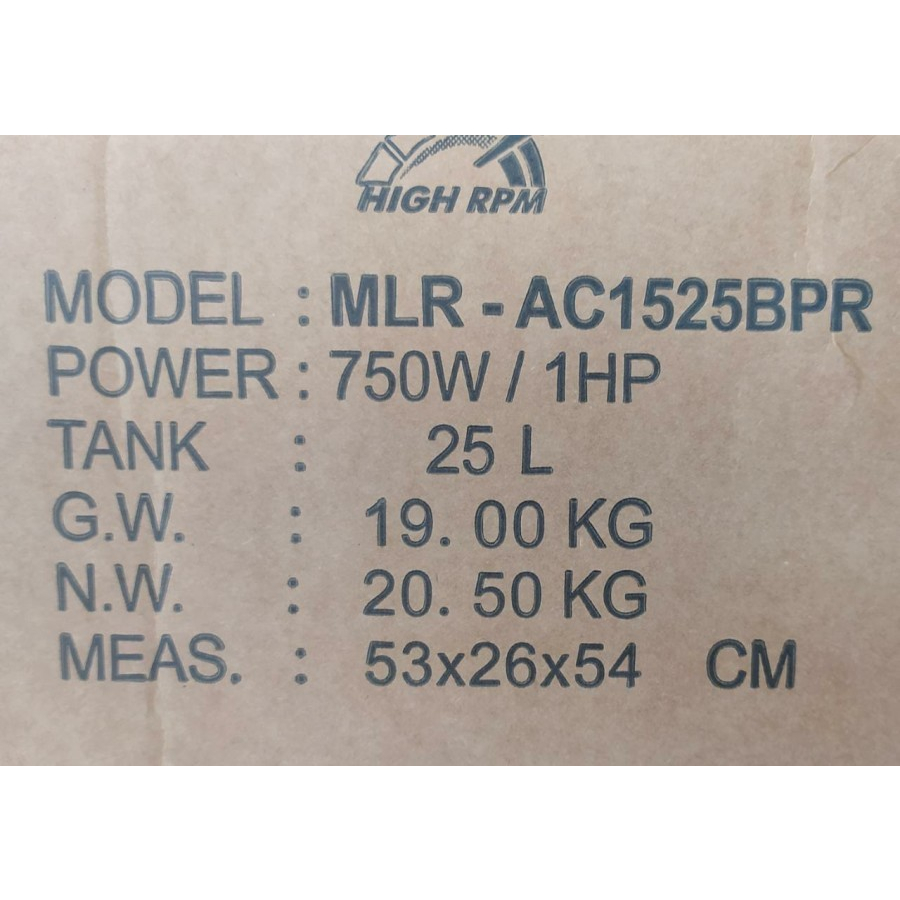 HIGH RPM
MODEL : MLR - AC1525BPR
POWER : 750W / 1HP
TANK : 25 L
G.W. : 19. 00 KG
N.W. : 20. 50 KG
MEAS. : 53x26x54 CM